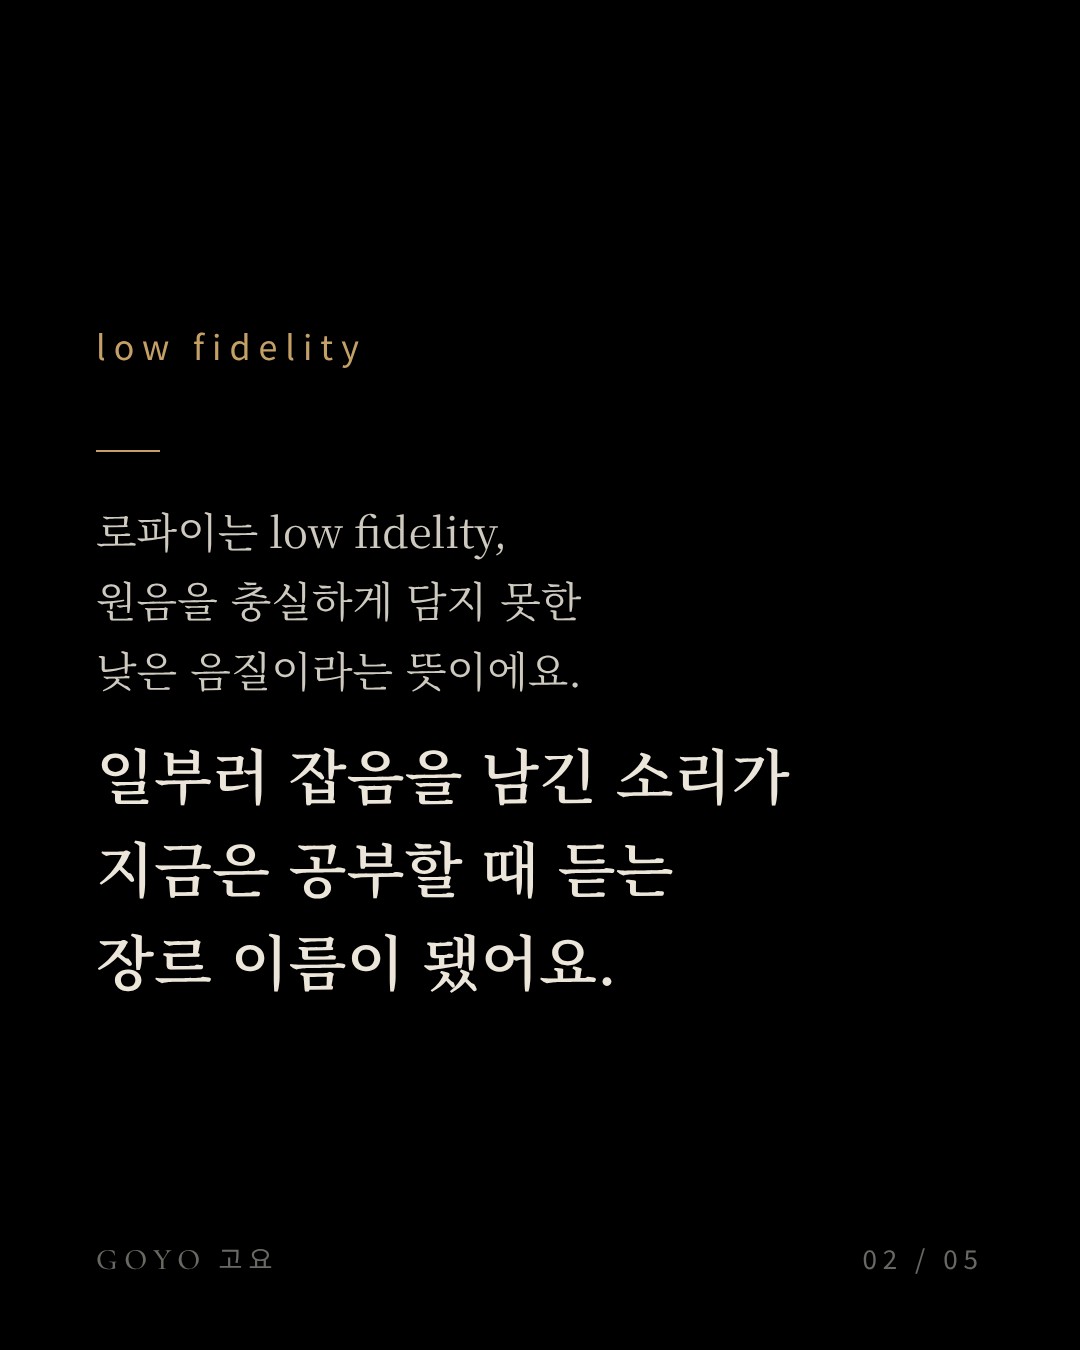 low fidelity
로파이는 low fidelity,
원음을 충실하게 담지 못한
낮은 음질이라는 뜻이에요.
일부러 잡음을 남긴 소리가
지금은 공부할 때 듣는
장르 이름이 됐어요.
GOYO 고요
02 / 05